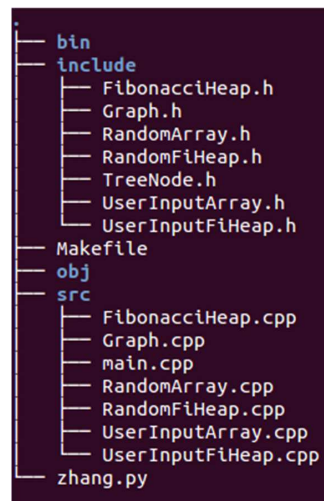 .
├── bin
├── include
│   ├── FibonacciHeap.h
│   ├── Graph.h
│   ├── RandomArray.h
│   ├── RandomFiHeap.h
│   ├── TreeNode.h
│   ├── UserInputArray.h
│   └── UserInputFiHeap.h
├── Makefile
├── obj
├── src
│   ├── FibonacciHeap.cpp
│   ├── Graph.cpp
│   ├── main.cpp
│   ├── RandomArray.cpp
│   ├── RandomFiHeap.cpp
│   ├── UserInputArray.cpp
│   └── UserInputFiHeap.cpp
└── zhang.py